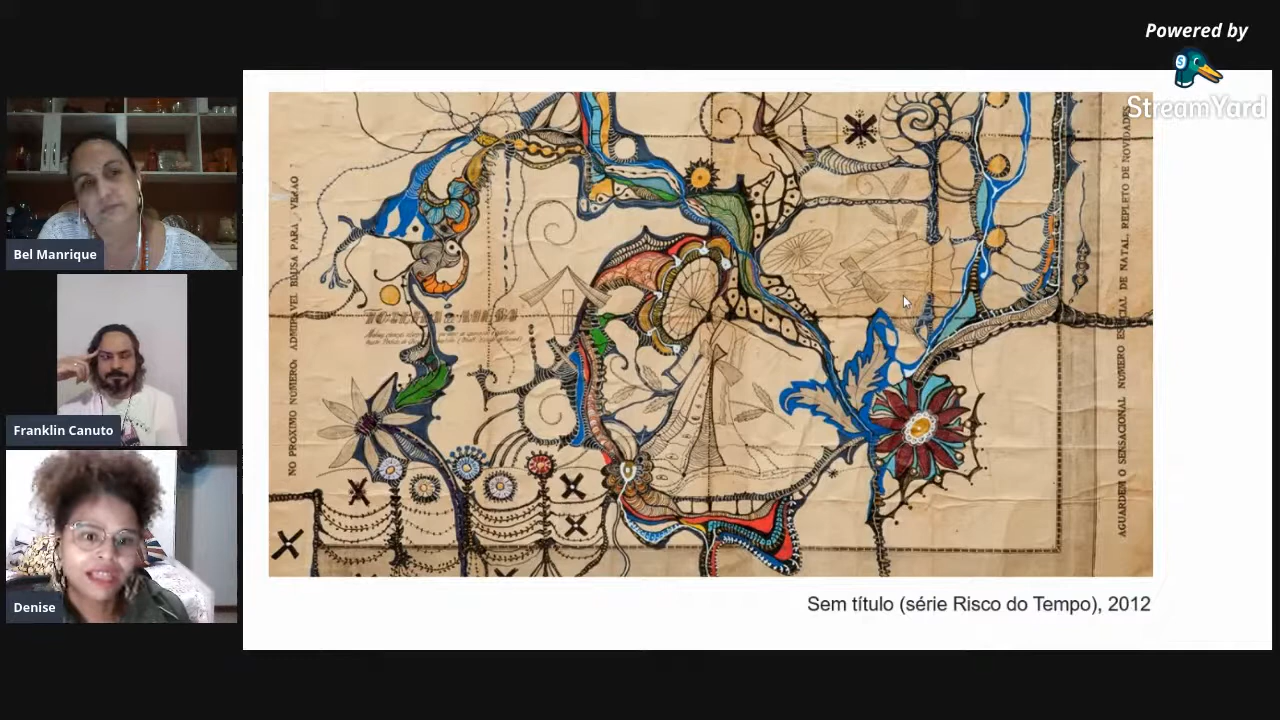 Powered by
StreamYard
Bel Manrique
Franklin Canuto
Denise
NO PROXIMO NUMERO: ADMIRAVEL BLUSA PARA VERÃO
AGUARDEM O SENSACIONAL NUMERO ESPECIAL DE NATAL REPLETO DE NOVIDADES
Sem título (série Risco do Tempo), 2012